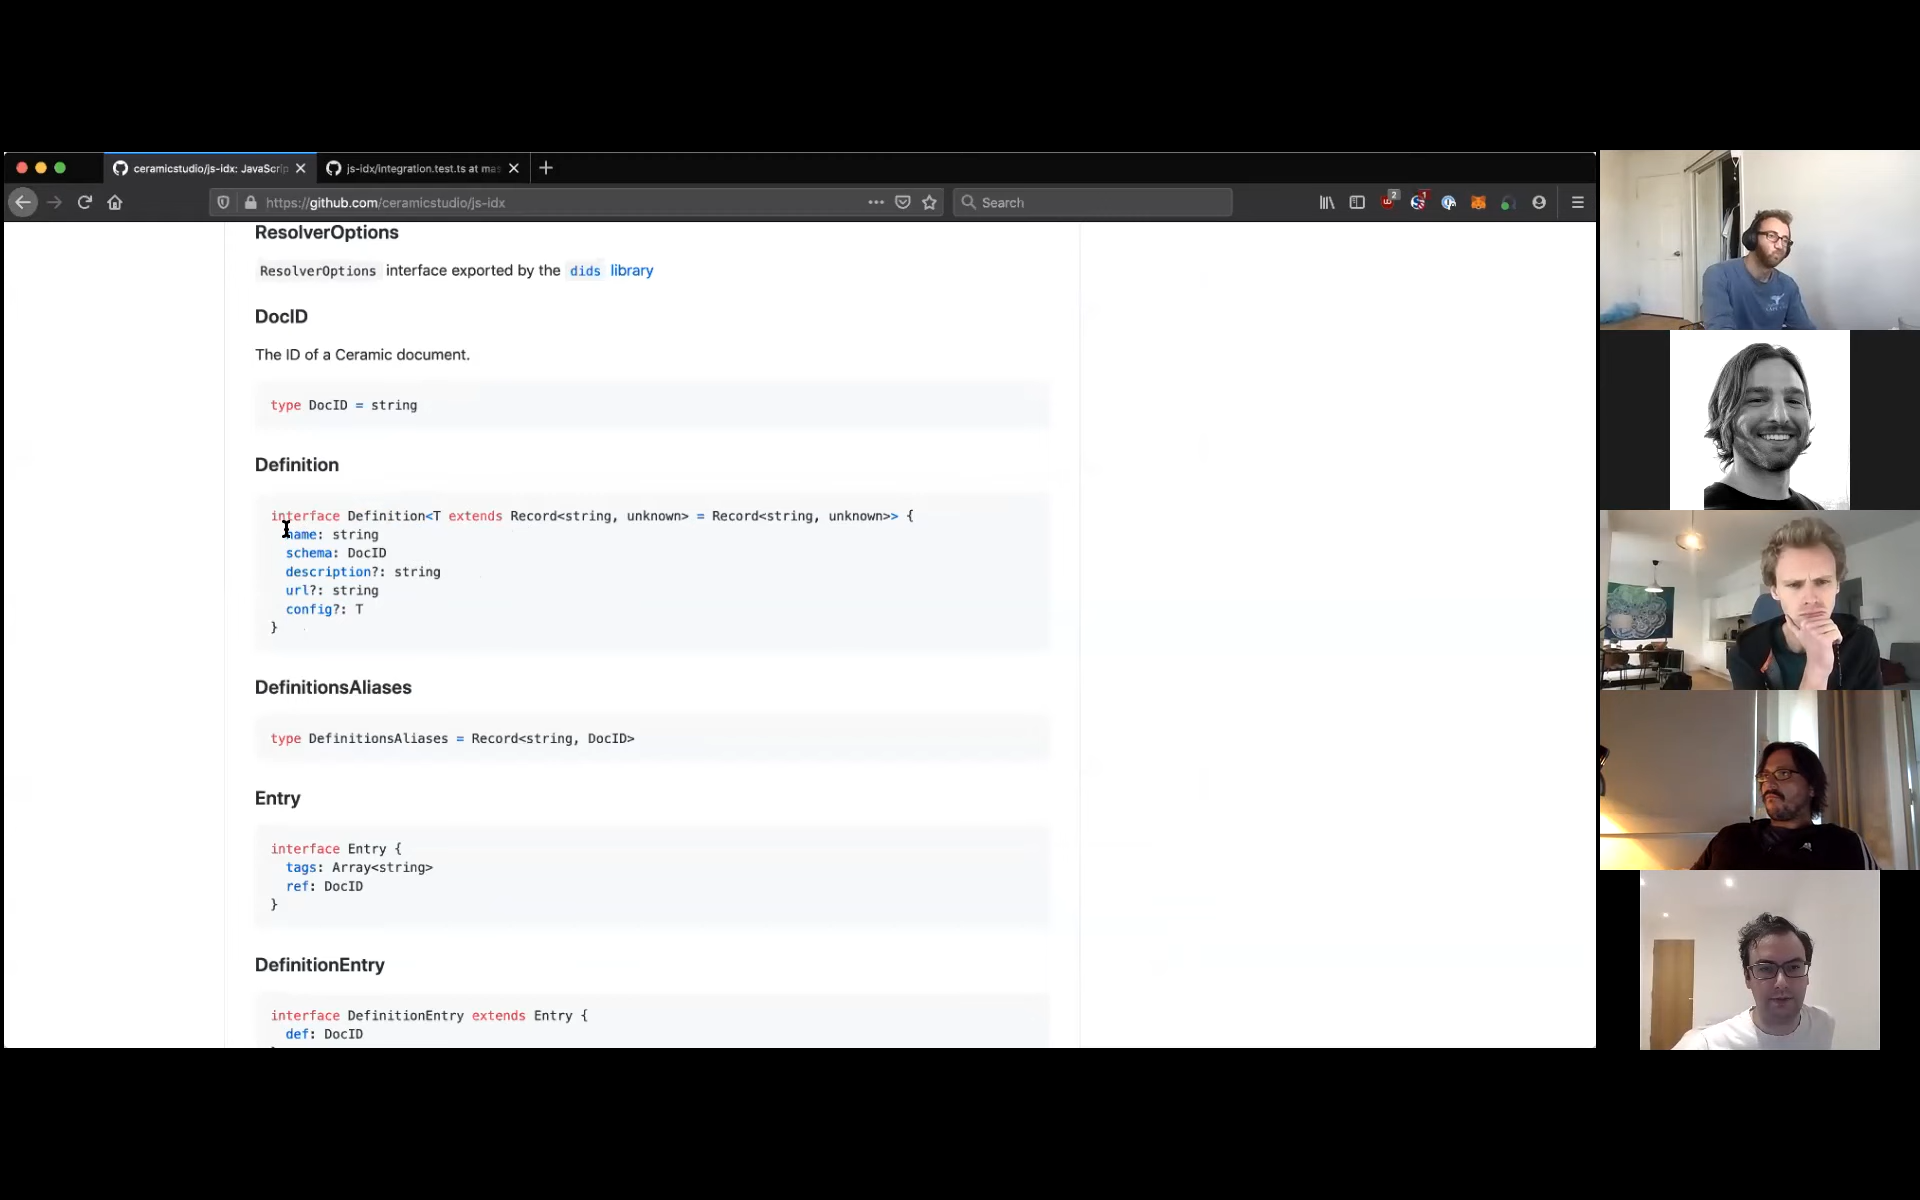 ceramicstudio/js-idx: JavaScrip
js-idx/integration.test.ts at mas
https://github.com/ceramicstudio/js-idx
Search
2
1
ResolverOptions
ResolverOptions interface exported by the dids library
DocID
The ID of a Ceramic document.
type DocID = string
Definition
interface Definition<T extends Record<string, unknown> = Record<string, unknown>> {
name: string
schema: DocID
description?: string
url?: string
config?: T
}
DefinitionsAliases
type DefinitionsAliases = Record<string, DocID>
Entry
interface Entry {
tags: Array<string>
ref: DocID
}
DefinitionEntry
interface DefinitionEntry extends Entry {
def: DocID